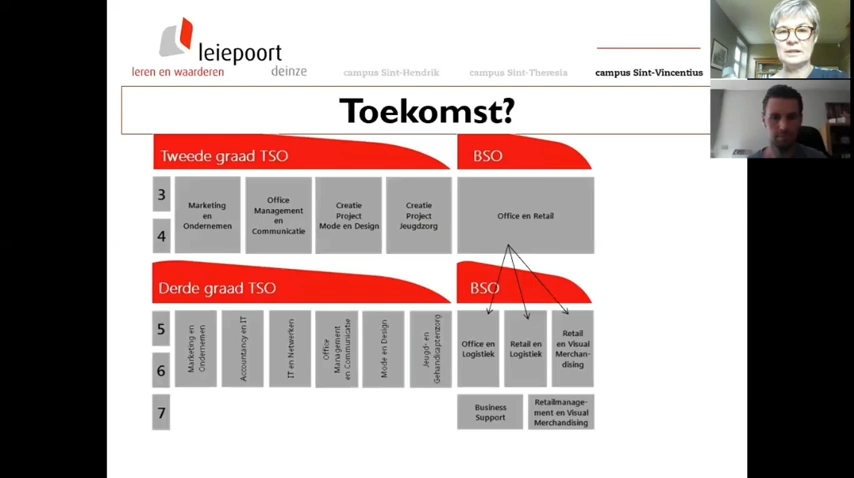 leiepoort
leren en waarderen
deinze
campus Sint-Hendrik
campus Sint-Theresia
campus Sint-Vincentius
Toekomst?
Tweede graad TSO
BSO
3
4
Marketing
en
Ondernemen
Office
Management
en
Communicatie
Creatie
Project
Mode en Design
Creatie
Project
Jeugdzorg
Office en Retail
Derde graad TSO
BSO
5
6
7
Marketing en
Ondernemen
Accountancy en IT
IT en Netwerken
Office
Management
en Communicatie
Mode en Design
Jeugd- en
Gehandicaptenzorg
Office en
Logistiek
Retail en
Logistiek
Retail
en Visual
Merchan-
dising
Business
Support
Retailmanage-
ment en Visual
Merchandising